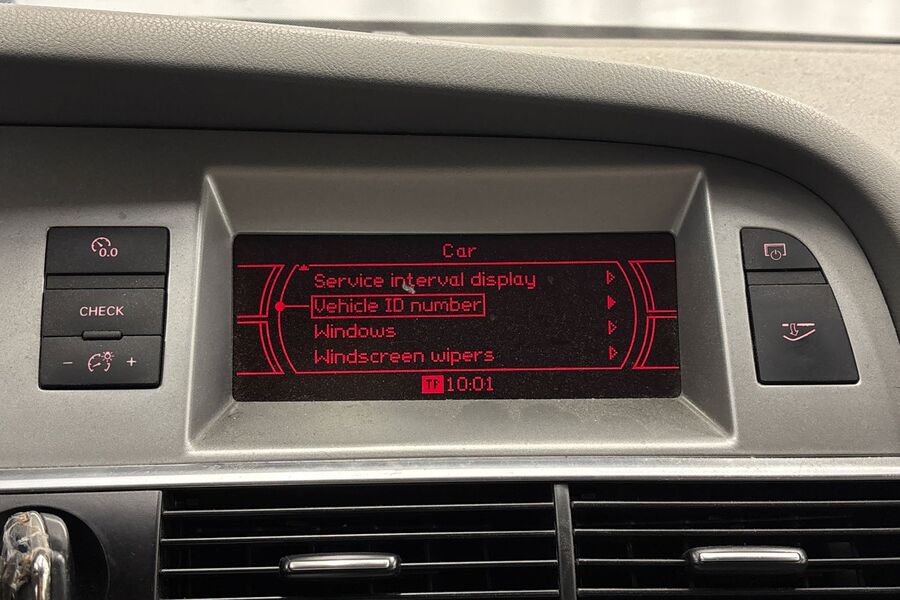 0.0
CHECK
- +
Car
Service interval display
Vehicle ID number
Windows
Windscreen wipers
TP 10:01